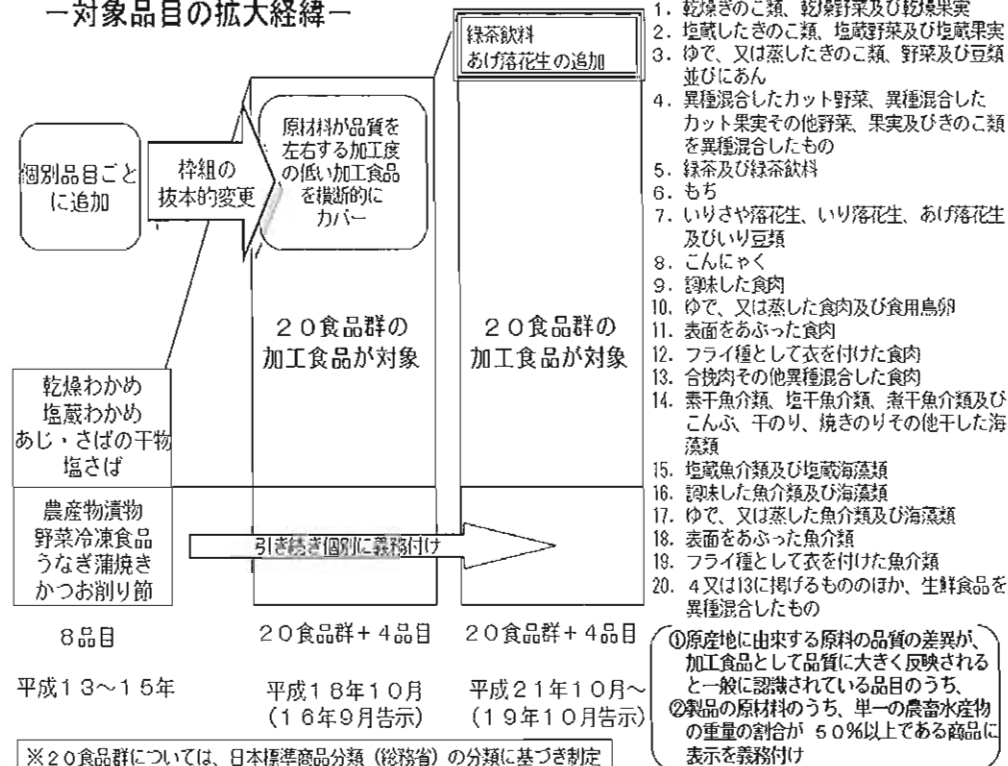 －対象品目の拡大経緯－
個別品目ごと
に追加
枠組の
抜本的変更
原材料が品質を
左右する加工度
の低い加工食品
を横断的に
カバー
緑茶飲料
あげ落花生の追加
２０食品群の
加工食品が対象
２０食品群の
加工食品が対象
乾燥わかめ
塩蔵わかめ
あじ・さばの干物
塩さば
農産物漬物
野菜冷凍食品
うなぎ蒲焼き
かつお削り節
引き続き個別に義務付け
８品目
２０食品群＋４品目
２０食品群＋４品目
平成１３～１５年
平成１８年１０月
（１６年９月告示）
平成２１年１０月～
（１９年１０月告示）
※２０食品群については、日本標準商品分類（総務省）の分類に基づき制定
1. 乾燥きのこ類、乾燥野菜及び乾燥果実
2. 塩蔵したきのこ類、塩蔵野菜及び塩蔵果実
3. ゆで、又は蒸したきのこ類、野菜及び豆類
並びにあん
4. 異種混合したカット野菜、異種混合した
カット果実その他野菜、果実及びきのこ類
を異種混合したもの
5. 緑茶及び緑茶飲料
6. もち
7. いりさや落花生、いり落花生、あげ落花生
及びいり豆類
8. こんにゃく
9. 調味した食肉
10. ゆで、又は蒸した食肉及び食用鳥卵
11. 表面をあぶった食肉
12. フライ種として衣を付けた食肉
13. 合挽肉その他異種混合した食肉
14. 素干魚介類、塩干魚介類、煮干魚介類及び
こんぶ、干のり、焼きのりその他干した海
藻類
15. 塩蔵魚介類及び塩蔵海藻類
16. 調味した魚介類及び海藻類
17. ゆで、又は蒸した魚介類及び海藻類
18. 表面をあぶった魚介類
19. フライ種として衣を付けた魚介類
20. ４又は13に掲げるもののほか、生鮮食品を
異種混合したもの
①原産地に由来する原料の品質の差異が、
加工食品として品質に大きく反映される
と一般に認識されている品目のうち、
②製品の原材料のうち、単一の農畜水産物
の重量の割合が ５０％以上である商品に
表示を義務付け